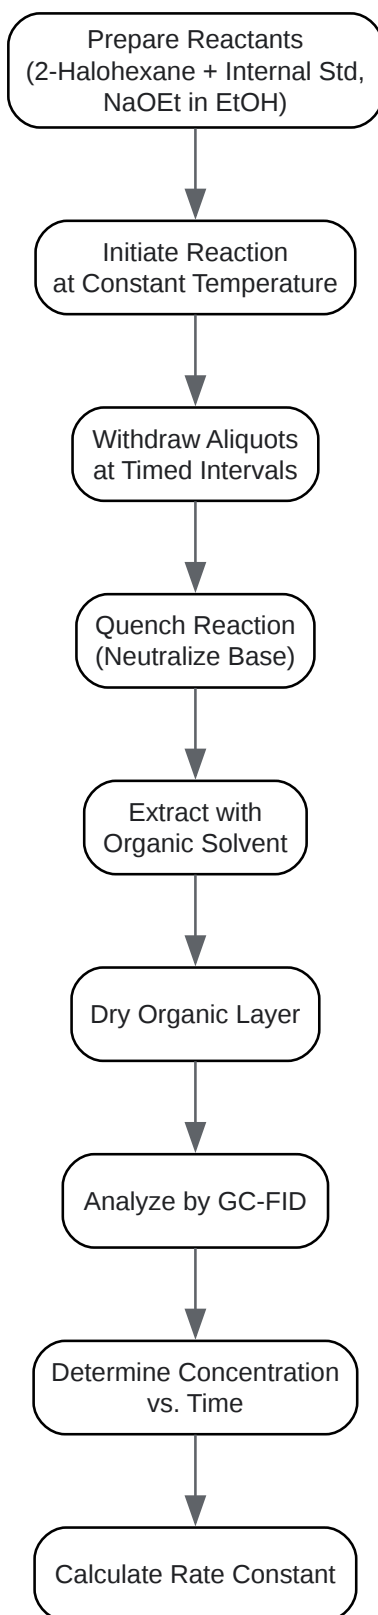 Prepare Reactants
(2-Halohexane + Internal Std,
NaOEt in EtOH)
Initiate Reaction
at Constant Temperature
Withdraw Aliquots
at Timed Intervals
Quench Reaction
(Neutralize Base)
Extract with
Organic Solvent
Dry Organic Layer
Analyze by GC-FID
Determine Concentration
vs. Time
Calculate Rate Constant